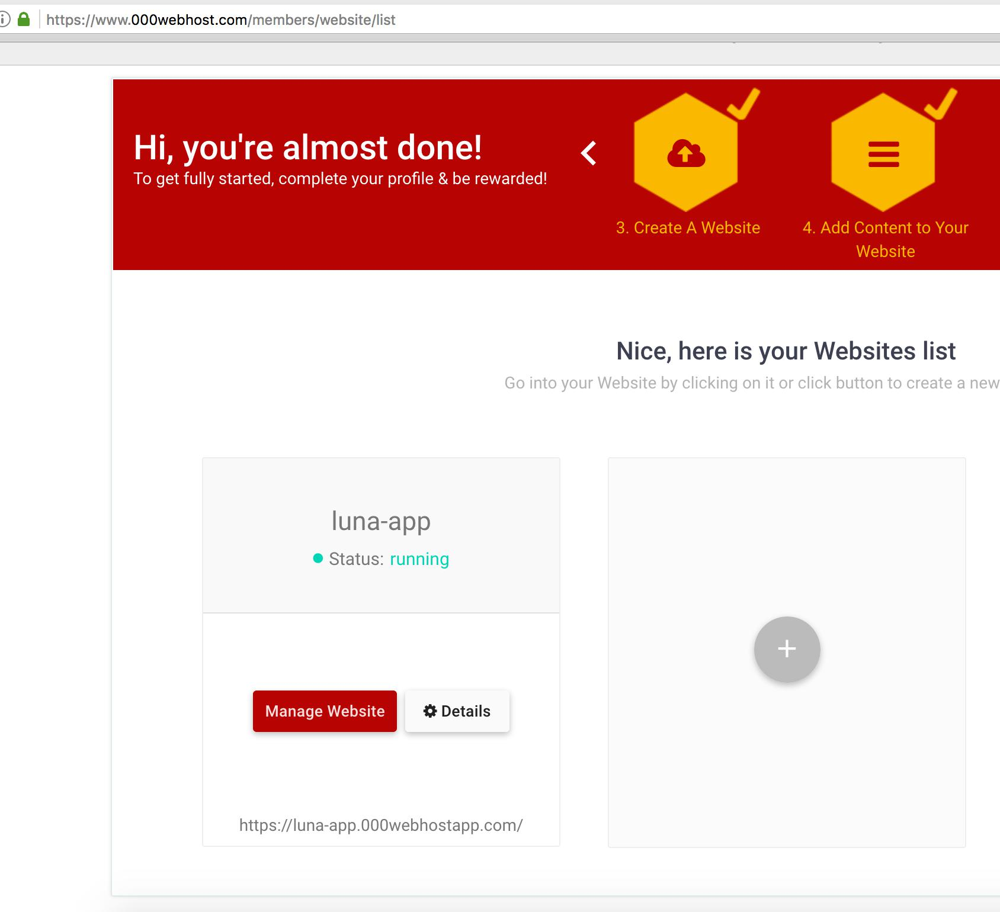 https://www.000webhost.com/members/website/list
Hi, you're almost done!
To get fully started, complete your profile & be rewarded!
3. Create A Website
4. Add Content to Your
Website
Nice, here is your Websites list
Go into your Website by clicking on it or click button to create a new
luna-app
Status: running
Manage Website
Details
https://luna-app.000webhostapp.com/